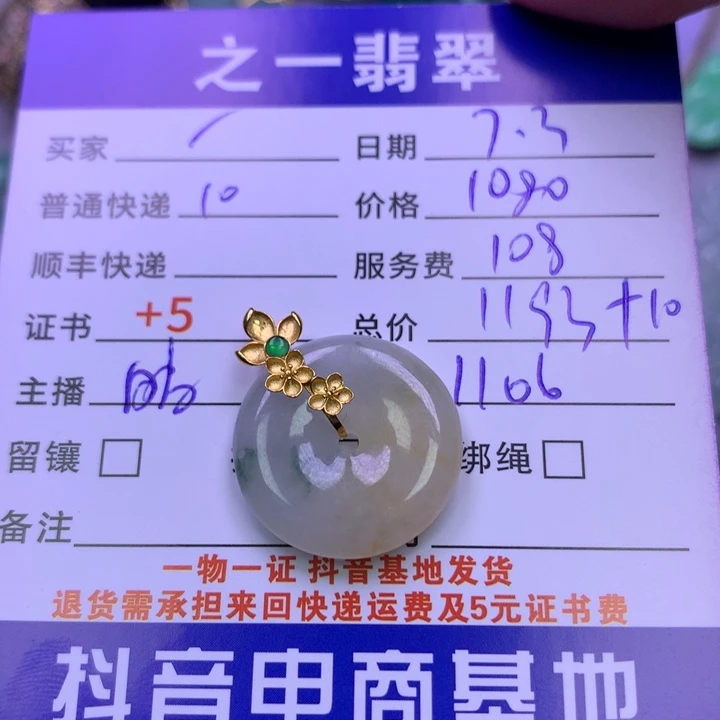 之一翡翠
买家 日期 7.3
普通快递 10 价格 1080
顺丰快递 服务费 108
证书 +5 总价 1193+10
主播 1106
留镶 绑绳
备注
一物一证 抖音基地发货
退货需承担来回快递运费及5元证书费
抖音电商基地